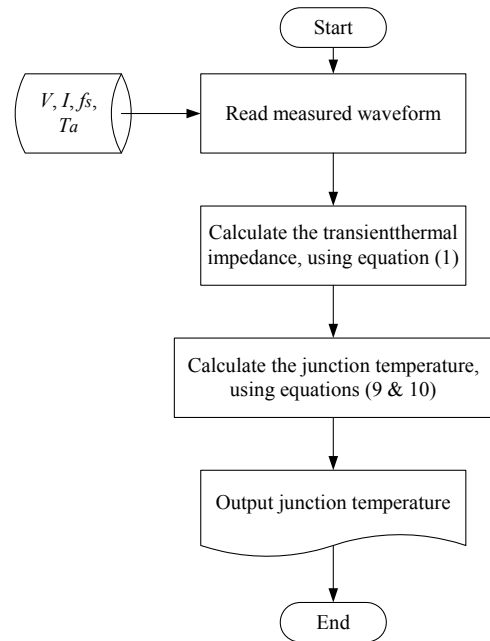 Start
V, I, fs,
Ta
Read measured waveform
Calculate the transientthermal
impedance, using equation (1)
Calculate the junction temperature,
using equations (9 & 10)
Output junction temperature
End